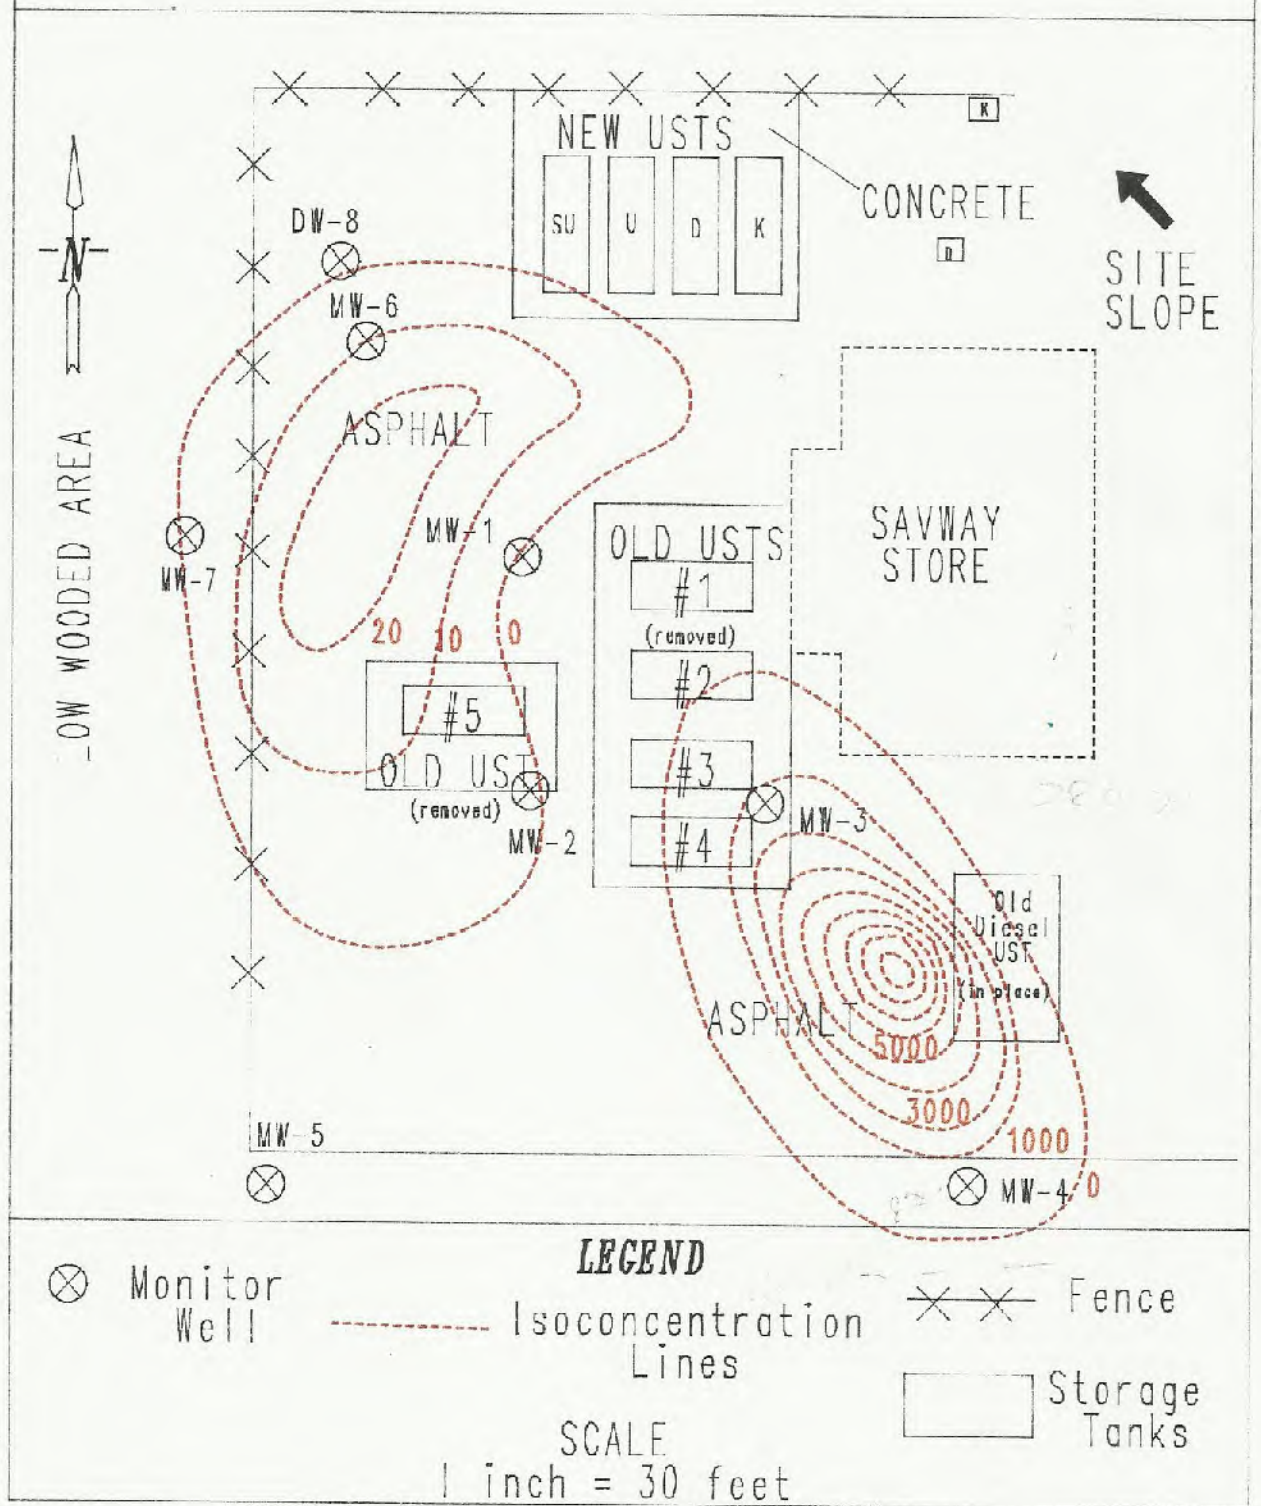 K
NEW USTS
SU
U
D
K
CONCRETE
D
SITE
SLOPE
N
DW-8
MW-6
ASPHALT
LOW WOODED AREA
MW-7
MW-1
OLD USTS
#1
(removed)
#2
#3
#4
SAVWAY
STORE
20
10
0
#5
OLD UST
(removed)
MW-2
MW-3
Old
Diesel
UST
(in place)
ASPHALT
5000
3000
1000
0
MW-5
MW-4
LEGEND
Monitor
Well
Isoconcentration
Lines
Fence
Storage
Tanks
SCALE
1 inch = 30 feet